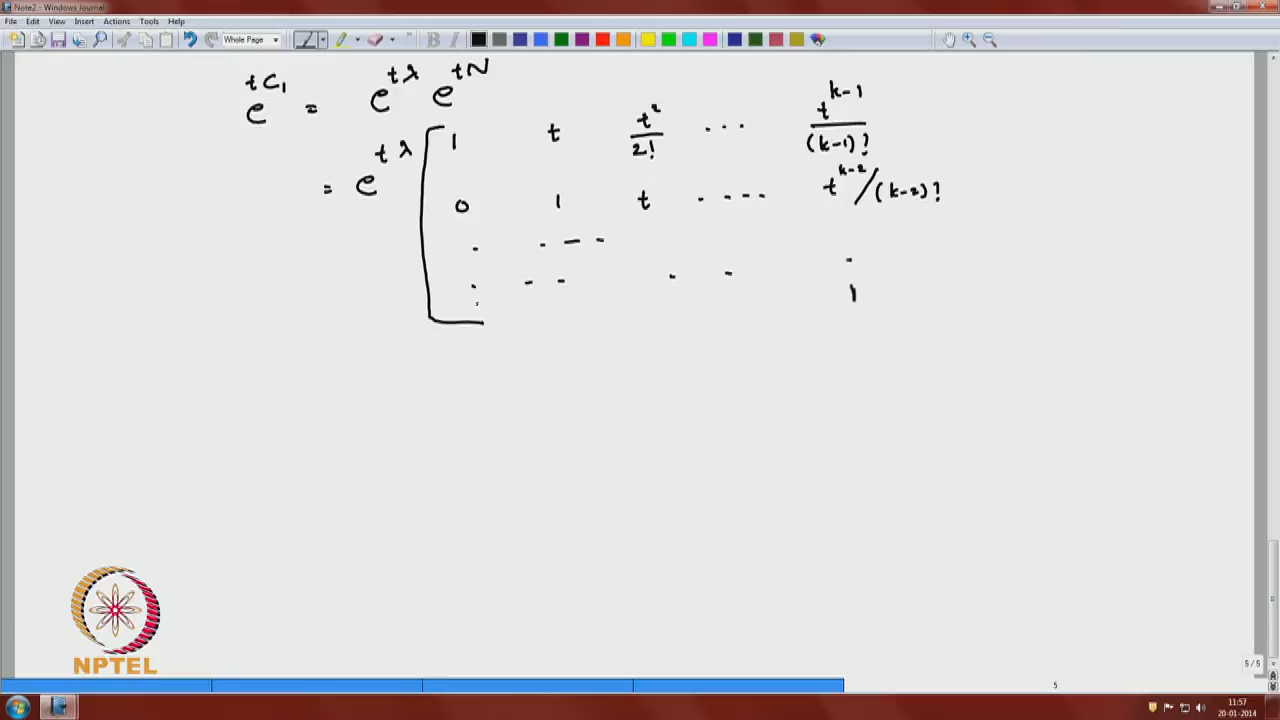 Note2 - Windows Journal
File Edit View Insert Actions Tools Help
Whole Page
e^{tC_1} = e^{tλ} e^{tN}
= e^{tλ} [ 1 t t^2/2! ... t^{k-1}/(k-1)!
0 1 t ---- t^{k-2}/(k-2)!
. . - - .
. - - . - 1
NPTEL
5/5
5
11:57
20-01-2014